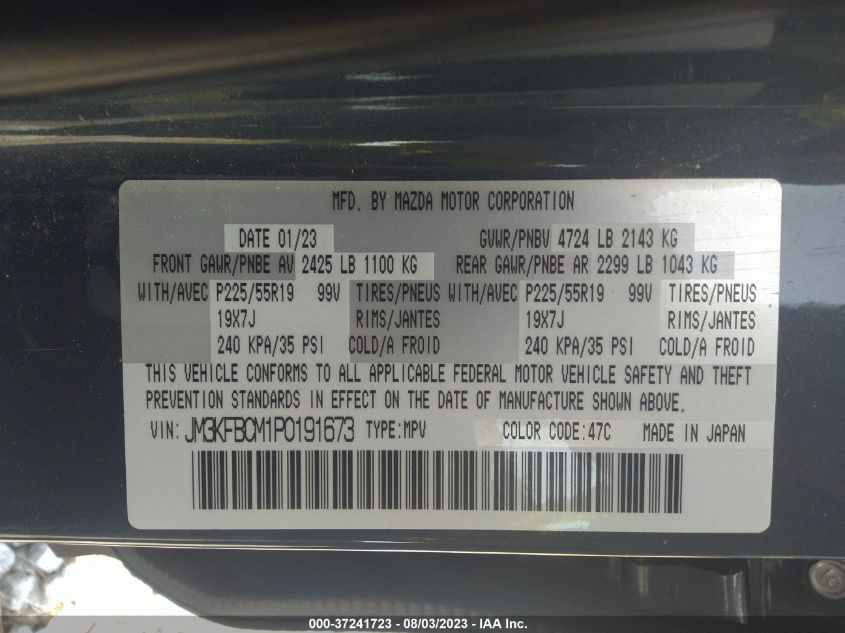 MFD. BY MAZDA MOTOR CORPORATION
DATE 01/23 GVWR/PNBV 4724 LB 2143 KG
FRONT GAWR/PNBE AV 2425 LB 1100 KG REAR GAWR/PNBE AR 2299 LB 1043 KG
WITH/AVEC P225/55R19 99V TIRES/PNEUS WITH/AVEC P225/55R19 99V TIRES/PNEUS
19X7J RIMS/JANTES 19X7J RIMS/JANTES
240 KPA/35 PSI COLD/A FROID 240 KPA/35 PSI COLD/A FROID
THIS VEHICLE CONFORMS TO ALL APPLICABLE FEDERAL MOTOR VEHICLE SAFETY AND THEFT
PREVENTION STANDARDS IN EFFECT ON THE DATE OF MANUFACTURE SHOWN ABOVE.
VIN: JM3KFBCM1P0191673 TYPE:MPV COLOR CODE:47C MADE IN JAPAN
000-37241723 - 08/03/2023 - IAA Inc.